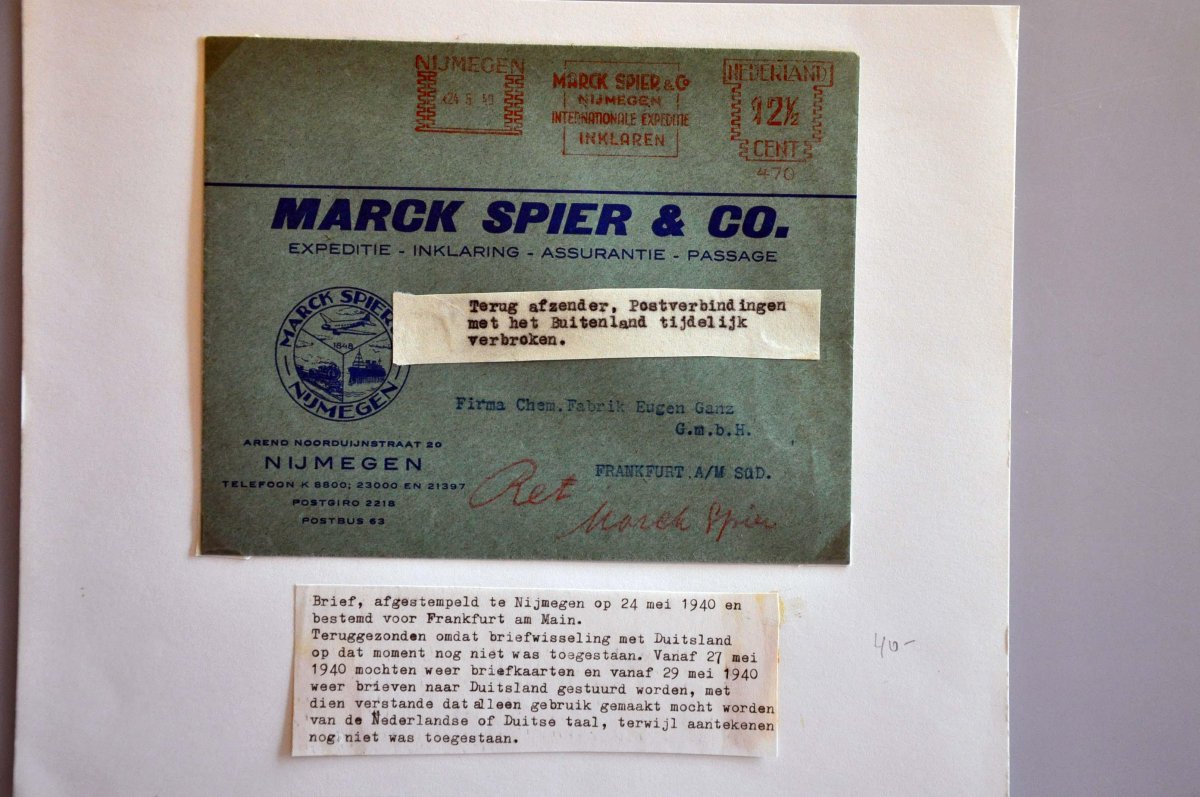 NIJMEGEN
24 5 40
MARCK SPIER & Co
NIJMEGEN
INTERNATIONALE EXPEDITIE
INKLAREN
NEDERLAND
12½
CENT
470
MARCK SPIER & CO.
EXPEDITIE - INKLARING - ASSURANTIE - PASSAGE
MARCK SPIER
1848
NIJMEGEN
Terug afzender, Postverbindingen
met het Buitenland tijdelijk
verbroken.
Firma Chem.Fabrik Eugen Ganz
G.m.b.H.
FRANKFURT A/M SüD.
AREND NOORDUIJNSTRAAT 20
NIJMEGEN
TELEFOON K 8800; 23000 EN 21397
POSTGIRO 2218
POSTBUS 63
Ret
Marck Spier
Brief, afgestempeld te Nijmegen op 24 mei 1940 en
bestemd voor Frankfurt am Main.
Teruggezonden omdat briefwisseling met Duitsland
op dat moment nog niet was toegestaan. Vanaf 27 mei
1940 mochten weer briefkaarten en vanaf 29 mei 1940
weer brieven naar Duitsland gestuurd worden, met
dien verstande dat alleen gebruik gemaakt mocht worden
van de Nederlandse of Duitse taal, terwijl aantekenen
nog niet was toegestaan.
40-